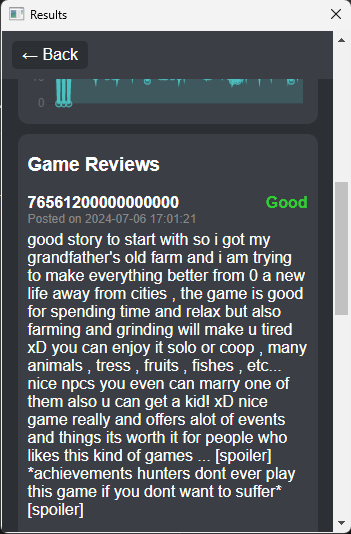 Results
← Back
0
Game Reviews
76561200000000000 Good
Posted on 2024-07-06 17:01:21
good story to start with so i got my
grandfather's old farm and i am trying
to make everything better from 0 a new
life away from cities , the game is good
for spending time and relax but also
farming and grinding will make u tired
xD you can enjoy it solo or coop , many
animals , tress , fruits , fishes , etc...
nice npcs you even can marry one of
them also u can get a kid! xD nice
game really and offers alot of events
and things its worth it for people who
likes this kind of games ... [spoiler]
*achievements hunters dont ever play
this game if you dont want to suffer*
[spoiler]